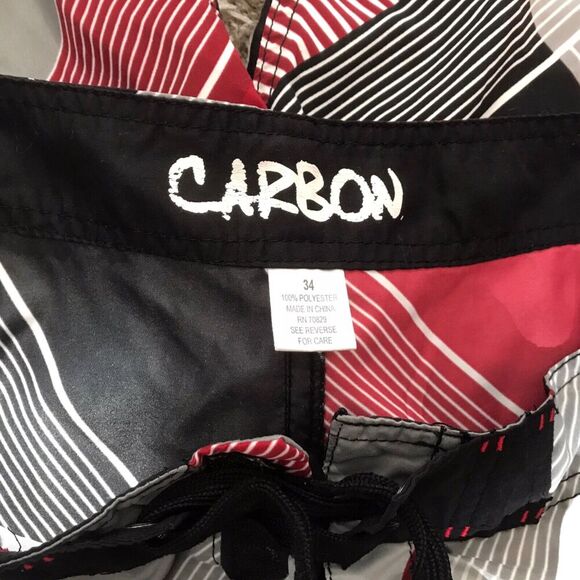 CARBON
34
100% POLYESTER
MADE IN CHINA
RN 70829
SEE REVERSE
FOR CARE